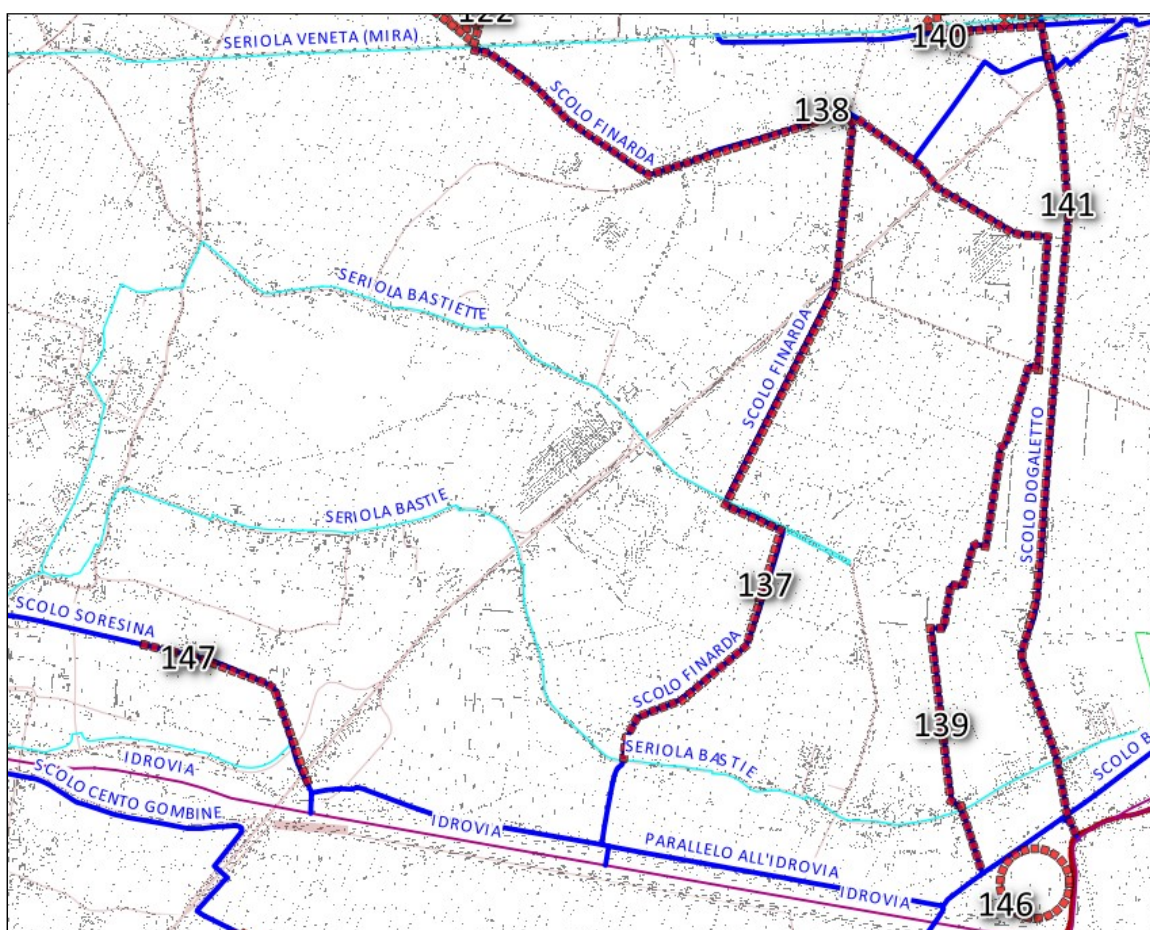 122
SERIOLA VENETA (MIRA)
140
SCOLO FINARDA
138
141
SERIOLA BASTIETTE
SCOLO FINARDA
SCOLO DOGALETTO
SERIOLA BASTIE
137
SCOLO SORESINA
147
SCOLO FINARDA
139
SERIOLA BASTIE
SCOLO B
IDROVIA
SCOLO CENTO GOMBINE
IDROVIA
PARALLELO ALL'IDROVIA
IDROVIA
146